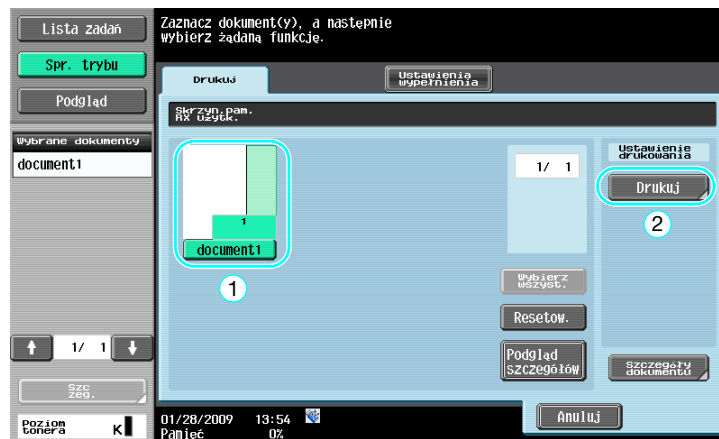 Lista zadań
Spr. trybu
Podgląd
Wybrane dokumenty
document1
1/ 1
Szc
zeg.
Poziom
tonera
K
Zaznacz dokument(y), a następnie
wybierz żądaną funkcję.
Drukuj
Ustawienia
wypełnienia
Skrzyn.pam.
RX użytk.
1
document1
1
1/ 1
Wybierz
wszyst.
Resetow.
Podgląd
szczegółów
Ustawienie
drukowania
Drukuj
2
Szczegóły
dokumentu
01/28/2009 13:54
Pamięć 0%
Anuluj